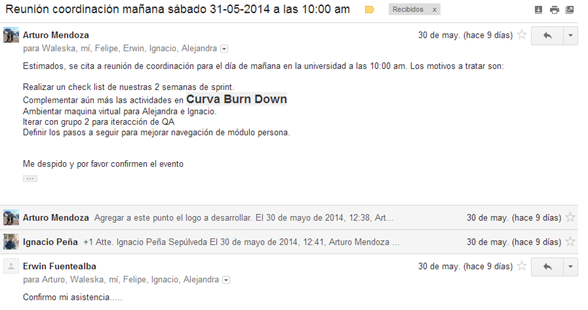 Reunión coordinación mañana sábado 31-05-2014 a las 10:00 am Recibidos x
Arturo Mendoza 30 de may. (hace 9 días)
para Waleska, mí, Felipe, Erwin, Ignacio, Alejandra
Estimados, se cita a reunión de coordinación para el día de mañana en la universidad a las 10:00 am. Los motivos a tratar son:
Realizar un check list de nuestras 2 semanas de sprint.
Complementar aún más las actividades en Curva Burn Down
Ambientar maquina virtual para Alejandra e Ignacio.
Iterar con grupo 2 para iteracción de QA
Definir los pasos a seguir para mejorar navegación de módulo persona.
Me despido y por favor confirmen el evento
Arturo Mendoza Agregar a este punto el logo a desarrollar. El 30 de mayo de 2014, 12:38, Art… 30 de may. (hace 9 días)
Ignacio Peña +1 Atte. Ignacio Peña Sepúlveda El 30 de mayo de 2014, 12:41, Arturo Mendoza … 30 de may. (hace 9 días)
Erwin Fuentealba 30 de may. (hace 9 días)
para Arturo, Waleska, mí, Felipe, Ignacio, Alejandra
Confirmo mi asistencia.....